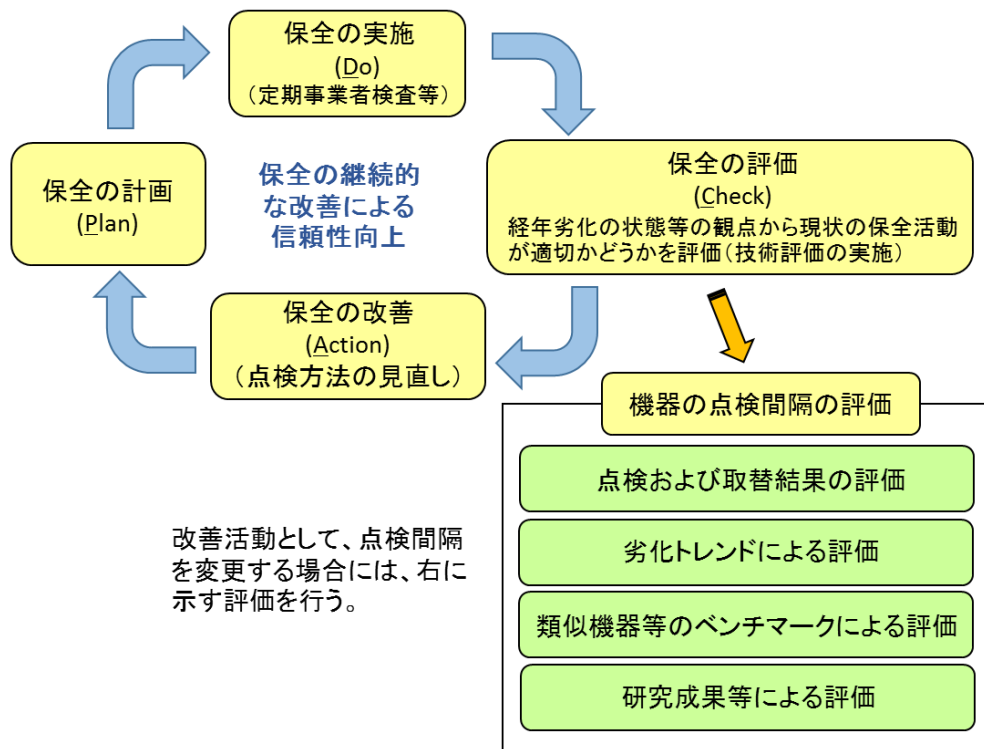 保全の実施
(Do)
（定期事業者検査等）
保全の計画
(Plan)
保全の継続的
な改善による
信頼性向上
保全の評価
(Check)
経年劣化の状態等の観点から現状の保全活動
が適切かどうかを評価（技術評価の実施）
保全の改善
(Action)
（点検方法の見直し）
機器の点検間隔の評価
点検および取替結果の評価
劣化トレンドによる評価
類似機器等のベンチマークによる評価
研究成果等による評価
改善活動として、点検間隔
を変更する場合には、右に
示す評価を行う。